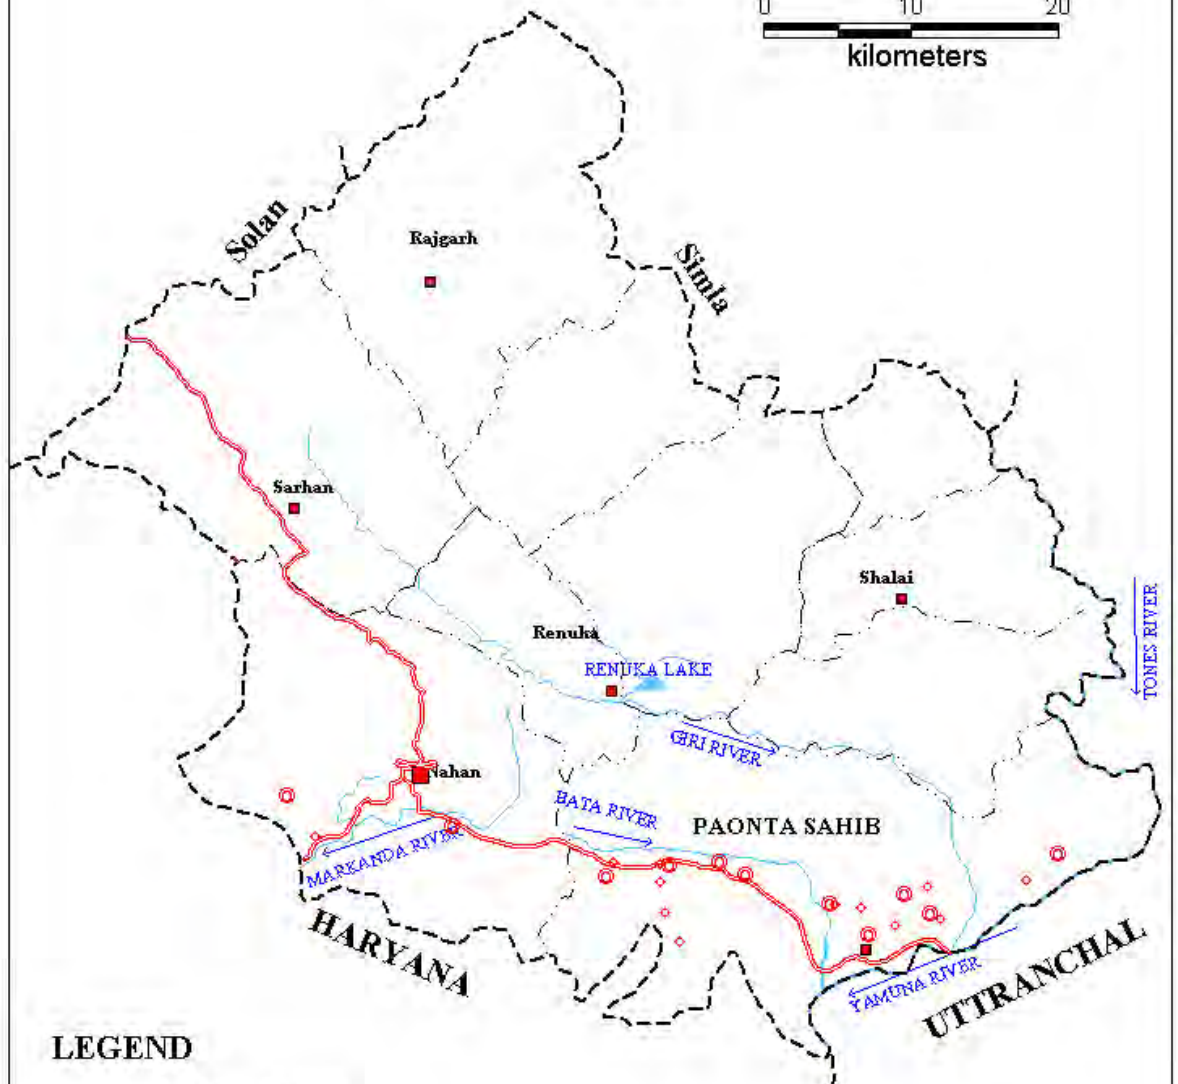 0 10 20
kilometers
Solan
Rajgarh
Simla
Sarhan
Shalai
TONES RIVER
Renuka
RENUKA LAKE
GIRI RIVER
Nahan
BATA RIVER
PAONTA SAHIB
MARKANDA RIVER
HARYANA
YAMUNA RIVER
UTTRANCHAL
LEGEND